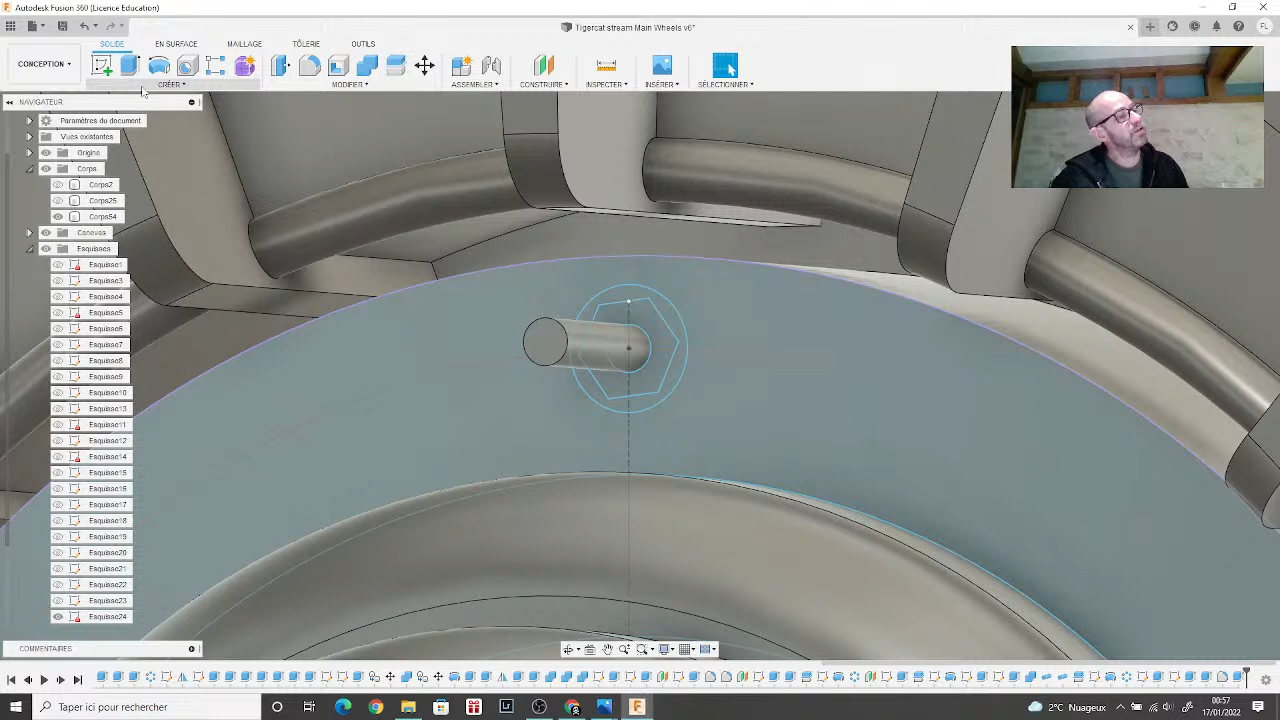 Autodesk Fusion 360 (Licence Education)
Tigercat stream Main Wheels v6*
FL
SOLIDE EN SURFACE MAILLAGE TÔLERIE OUTILS
CONCEPTION
CRÉER MODIFIER ASSEMBLER CONSTRUIRE INSPECTER INSÉRER SÉLECTIONNER
NAVIGATEUR
Paramètres du document
Vues existantes
Origine
Corps
Corps2
Corps25
Corps54
Canevas
Esquisses
Esquisse1
Esquisse3
Esquisse4
Esquisse5
Esquisse6
Esquisse7
Esquisse8
Esquisse9
Esquisse10
Esquisse13
Esquisse11
Esquisse12
Esquisse14
Esquisse15
Esquisse16
Esquisse17
Esquisse18
Esquisse19
Esquisse20
Esquisse21
Esquisse22
Esquisse23
Esquisse24
COMMENTAIRES
Taper ici pour rechercher
2°C Nuageux
00:57
17/01/2022